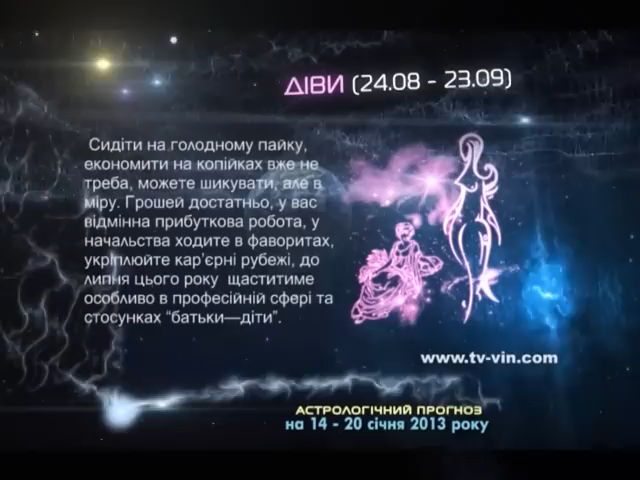 ДІВИ (24.08 - 23.09)
Сидіти на голодному пайку,
економити на копійках вже не
треба, можете шикувати, але в
міру. Грошей достатньо, у вас
відмінна прибуткова робота, у
начальства ходите в фаворитах,
укріплюйте кар'єрні рубежі, до
липня цього року щаститиме
особливо в професійній сфері та
стосунках "батьки—діти".
www.tv-vin.com
АСТРОЛОГІЧНИЙ ПРОГНОЗ
на 14 - 20 січня 2013 року